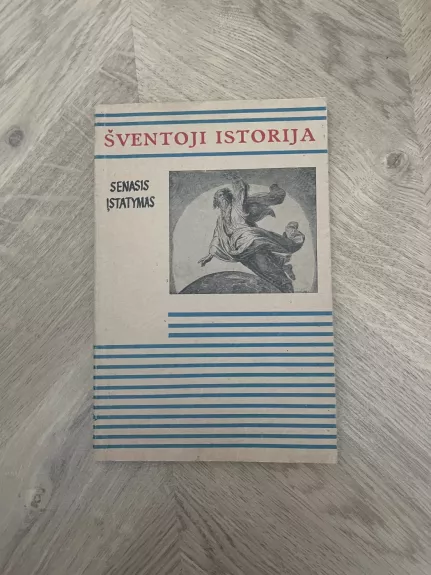 ŠVENTOJI ISTORIJA
SENASIS
ĮSTATYMAS